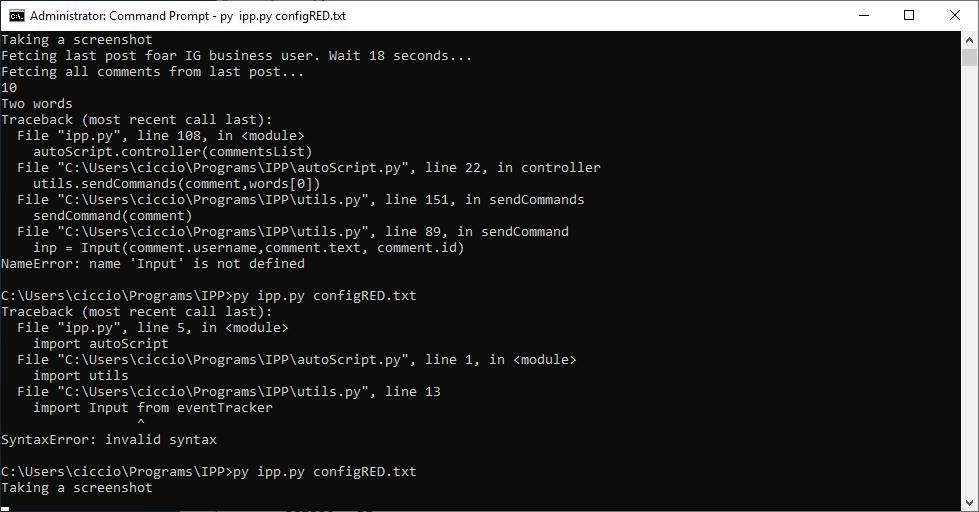 Administrator: Command Prompt - py  ipp.py configRED.txt
Taking a screenshot
Fetcing last post foar IG business user. Wait 18 seconds...
Fetcing all comments from last post...
10
Two words
Traceback (most recent call last):
  File "ipp.py", line 108, in <module>
    autoScript.controller(commentsList)
  File "C:\Users\ciccio\Programs\IPP\autoScript.py", line 22, in controller
    utils.sendCommands(comment,words[0])
  File "C:\Users\ciccio\Programs\IPP\utils.py", line 151, in sendCommands
    sendCommand(comment)
  File "C:\Users\ciccio\Programs\IPP\utils.py", line 89, in sendCommand
    inp = Input(comment.username,comment.text, comment.id)
NameError: name 'Input' is not defined
C:\Users\ciccio\Programs\IPP>py ipp.py configRED.txt
Traceback (most recent call last):
  File "ipp.py", line 5, in <module>
    import autoScript
  File "C:\Users\ciccio\Programs\IPP\autoScript.py", line 1, in <module>
    import utils
  File "C:\Users\ciccio\Programs\IPP\utils.py", line 13
    import Input from eventTracker
                 ^
SyntaxError: invalid syntax
C:\Users\ciccio\Programs\IPP>py ipp.py configRED.txt
Taking a screenshot